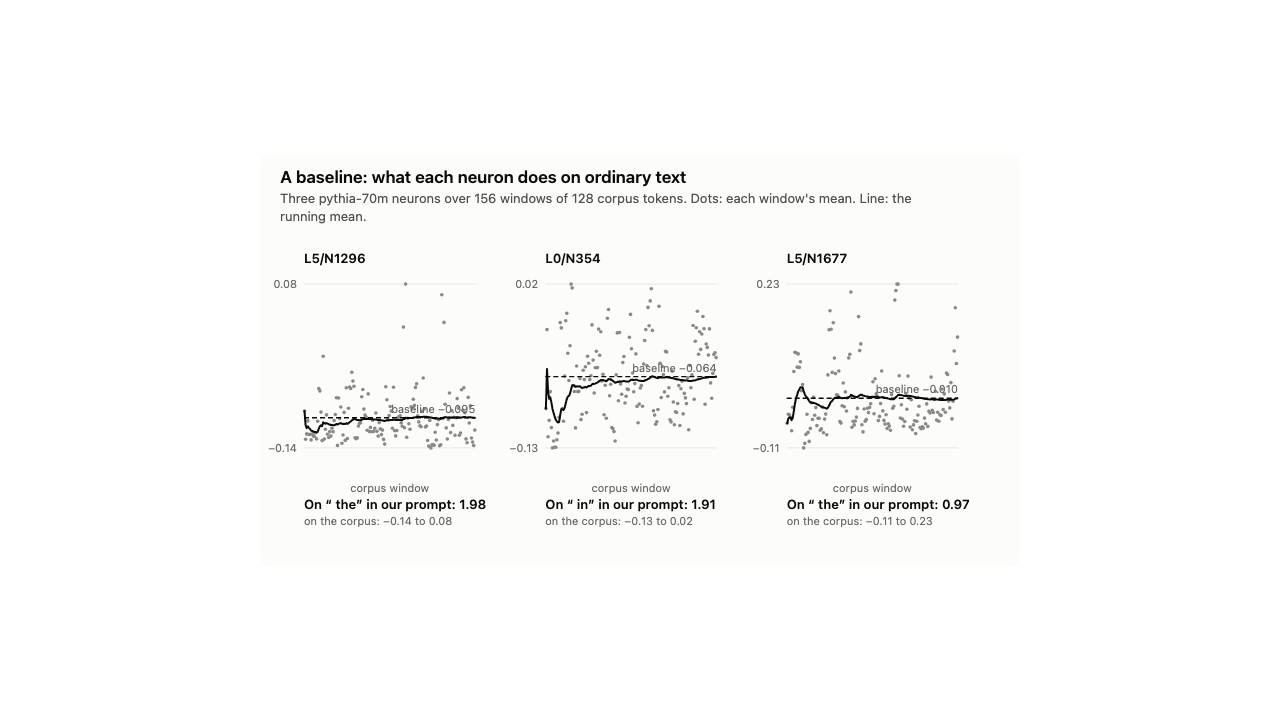 A baseline: what each neuron does on ordinary text
Three pythia-70m neurons over 156 windows of 128 corpus tokens. Dots: each window's mean. Line: the
running mean.
L5/N1296
0.08
baseline −0.095
−0.14
corpus window
On “ the” in our prompt: 1.98
on the corpus: −0.14 to 0.08
L0/N354
0.02
baseline −0.064
−0.13
corpus window
On “ in” in our prompt: 1.91
on the corpus: −0.13 to 0.02
L5/N1677
0.23
baseline −0.010
−0.11
corpus window
On “ the” in our prompt: 0.97
on the corpus: −0.11 to 0.23